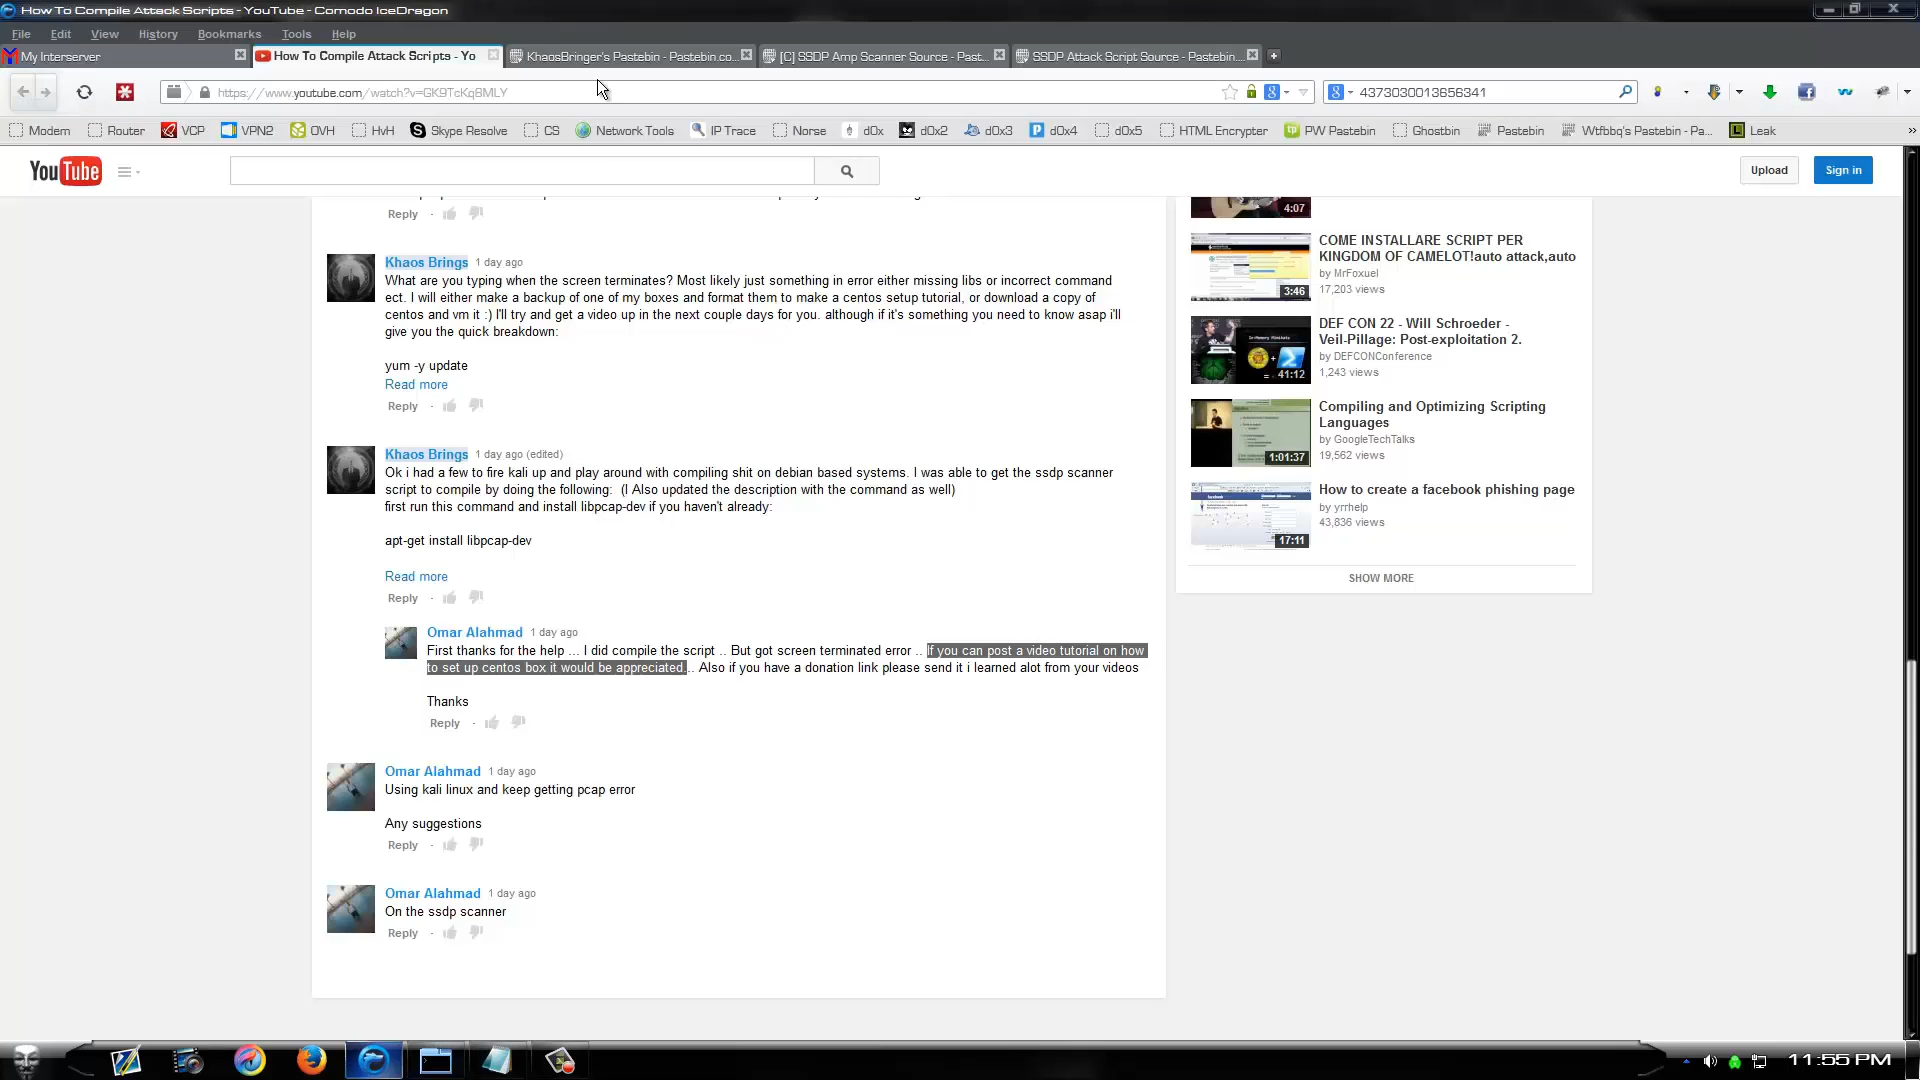 How To Compile Attack Scripts - YouTube - Comodo IceDragon
File Edit View History Bookmarks Tools Help
My Interserver
How To Compile Attack Scripts - Yo
KhaosBringer's Pastebin - Pastebin.co...
[C] SSDP Amp Scanner Source - Past...
SSDP Attack Script Source - Pastebin....
https://www.youtube.com/watch?v=GK9TcKq8MLY
4373030013656341
Modem Router VCP VPN2 OVH HvH Skype Resolve CS Network Tools IP Trace Norse d0x d0x2 d0x3 d0x4 d0x5 HTML Encrypter PW Pastebin Ghostbin Pastebin Wtfbbq's Pastebin - Pa... Leak
YouTube
Upload
Sign in
Reply
Khaos Brings 1 day ago
What are you typing when the screen terminates? Most likely just something in error either missing libs or incorrect command
ect. I will either make a backup of one of my boxes and format them to make a centos setup tutorial, or download a copy of
centos and vm it :) I'll try and get a video up in the next couple days for you. although if it's something you need to know asap i'll
give you the quick breakdown:
yum -y update
Read more
Reply
Khaos Brings 1 day ago (edited)
Ok i had a few to fire kali up and play around with compiling shit on debian based systems. I was able to get the ssdp scanner
script to compile by doing the following: (I Also updated the description with the command as well)
first run this command and install libpcap-dev if you haven't already:
apt-get install libpcap-dev
Read more
Reply
Omar Alahmad 1 day ago
First thanks for the help ... I did compile the script .. But got screen terminated error .. If you can post a video tutorial on how
to set up centos box it would be appreciated... Also if you have a donation link please send it i learned alot from your videos
Thanks
Reply
Omar Alahmad 1 day ago
Using kali linux and keep getting pcap error
Any suggestions
Reply
Omar Alahmad 1 day ago
On the ssdp scanner
Reply
4:07
COME INSTALLARE SCRIPT PER
KINGDOM OF CAMELOT!auto attack,auto
by MrFoxuel
17,203 views
3:46
DEF CON 22 - Will Schroeder -
Veil-Pillage: Post-exploitation 2.
by DEFCONConference
1,243 views
41:12
Compiling and Optimizing Scripting
Languages
by GoogleTechTalks
19,562 views
1:01:37
How to create a facebook phishing page
by yrrhelp
43,836 views
17:11
SHOW MORE
11:55 PM